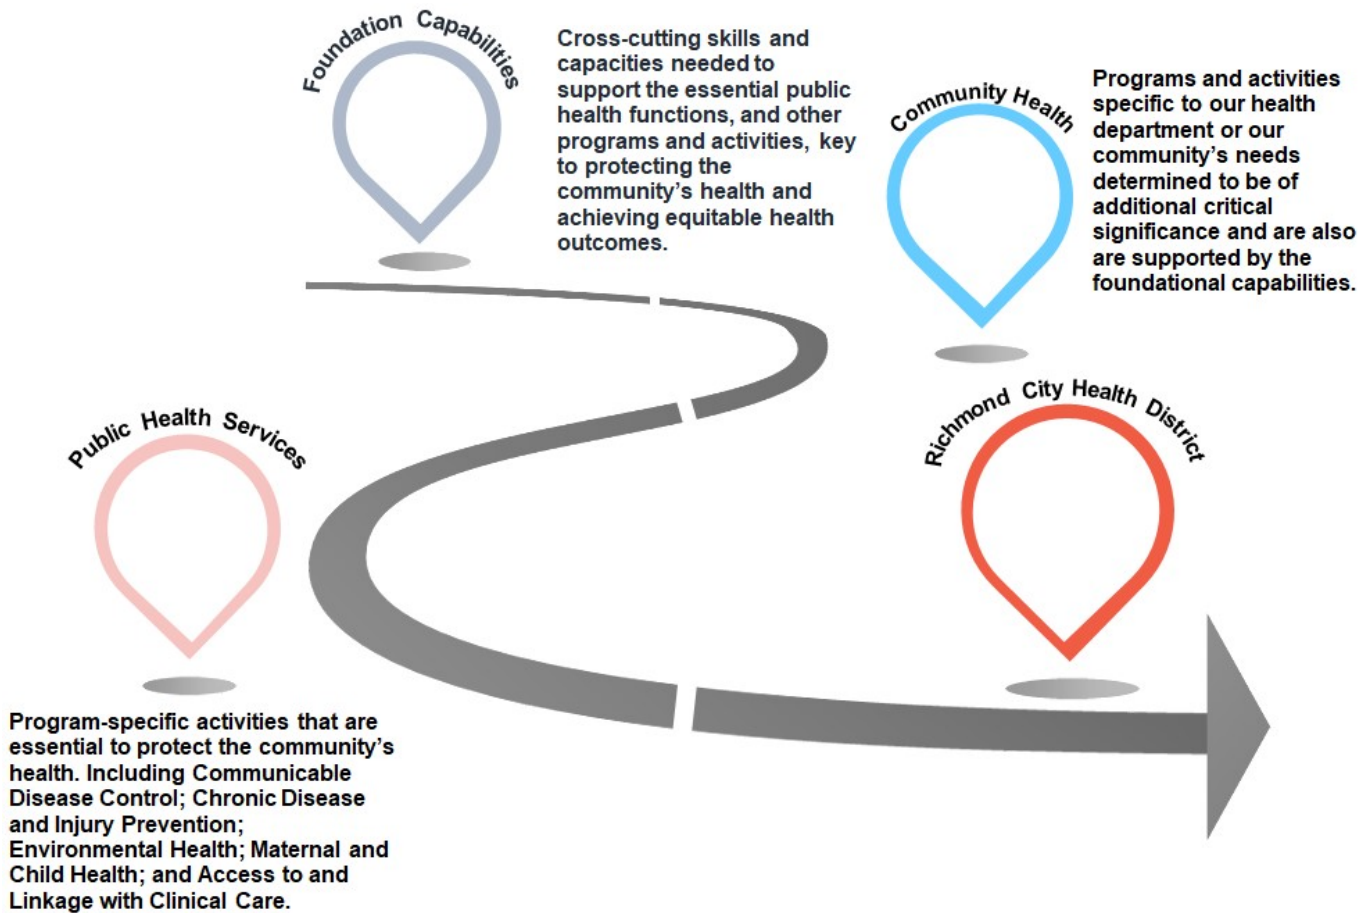 Foundation Capabilities
Cross-cutting skills and
capacities needed to
support the essential public
health functions, and other
programs and activities, key
to protecting the
community's health and
achieving equitable health
outcomes.
Community Health
Programs and activities
specific to our health
department or our
community's needs
determined to be of
additional critical
significance and are also
are supported by the
foundational capabilities.
Public Health Services
Program-specific activities that are
essential to protect the community's
health. Including Communicable
Disease Control; Chronic Disease
and Injury Prevention;
Environmental Health; Maternal and
Child Health; and Access to and
Linkage with Clinical Care.
Richmond City Health District